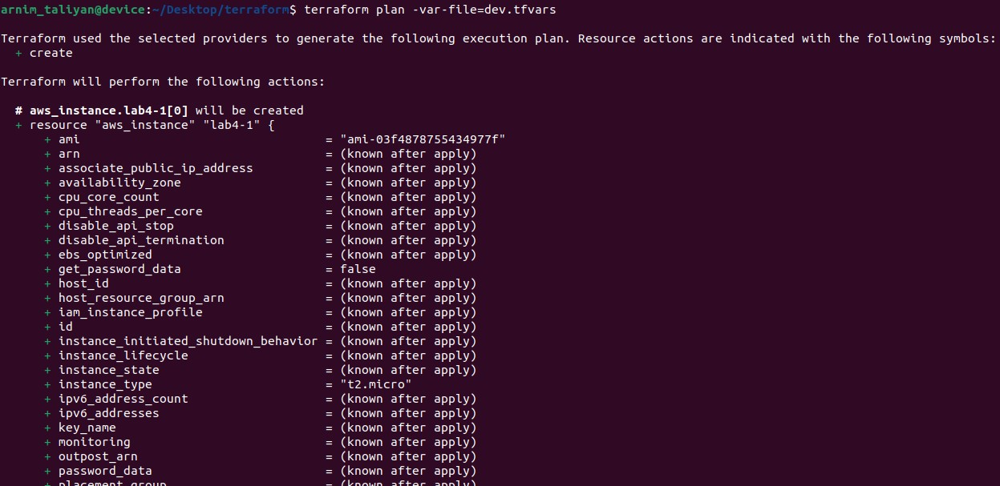 arnim_taliyan@device:~/Desktop/terraform$ terraform plan -var-file=dev.tfvars
Terraform used the selected providers to generate the following execution plan. Resource actions are indicated with the following symbols:
+ create
Terraform will perform the following actions:
# aws_instance.lab4-1[0] will be created
+ resource "aws_instance" "lab4-1" {
+ ami = "ami-03f4878755434977f"
+ arn = (known after apply)
+ associate_public_ip_address = (known after apply)
+ availability_zone = (known after apply)
+ cpu_core_count = (known after apply)
+ cpu_threads_per_core = (known after apply)
+ disable_api_stop = (known after apply)
+ disable_api_termination = (known after apply)
+ ebs_optimized = (known after apply)
+ get_password_data = false
+ host_id = (known after apply)
+ host_resource_group_arn = (known after apply)
+ iam_instance_profile = (known after apply)
+ id = (known after apply)
+ instance_initiated_shutdown_behavior = (known after apply)
+ instance_lifecycle = (known after apply)
+ instance_state = (known after apply)
+ instance_type = "t2.micro"
+ ipv6_address_count = (known after apply)
+ ipv6_addresses = (known after apply)
+ key_name = (known after apply)
+ monitoring = (known after apply)
+ outpost_arn = (known after apply)
+ password_data = (known after apply)
+ placement_group = (known after apply)